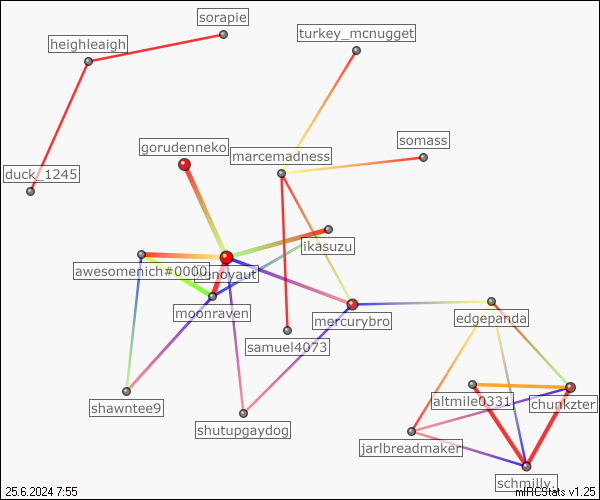 sorapie
heighleaigh
turkey_mcnugget
gorudenneko
marcemadness
somass
duck_1245
ikasuzu
awesomenich#0000
xenoyaut
moonraven
mercurybro
edgepanda
samuel4073
shawntee9
altmile0331
chunkzter
shutupgaydog
jarlbreadmaker
schmilly.
25.6.2024 7:55
mIRCStats v1.25